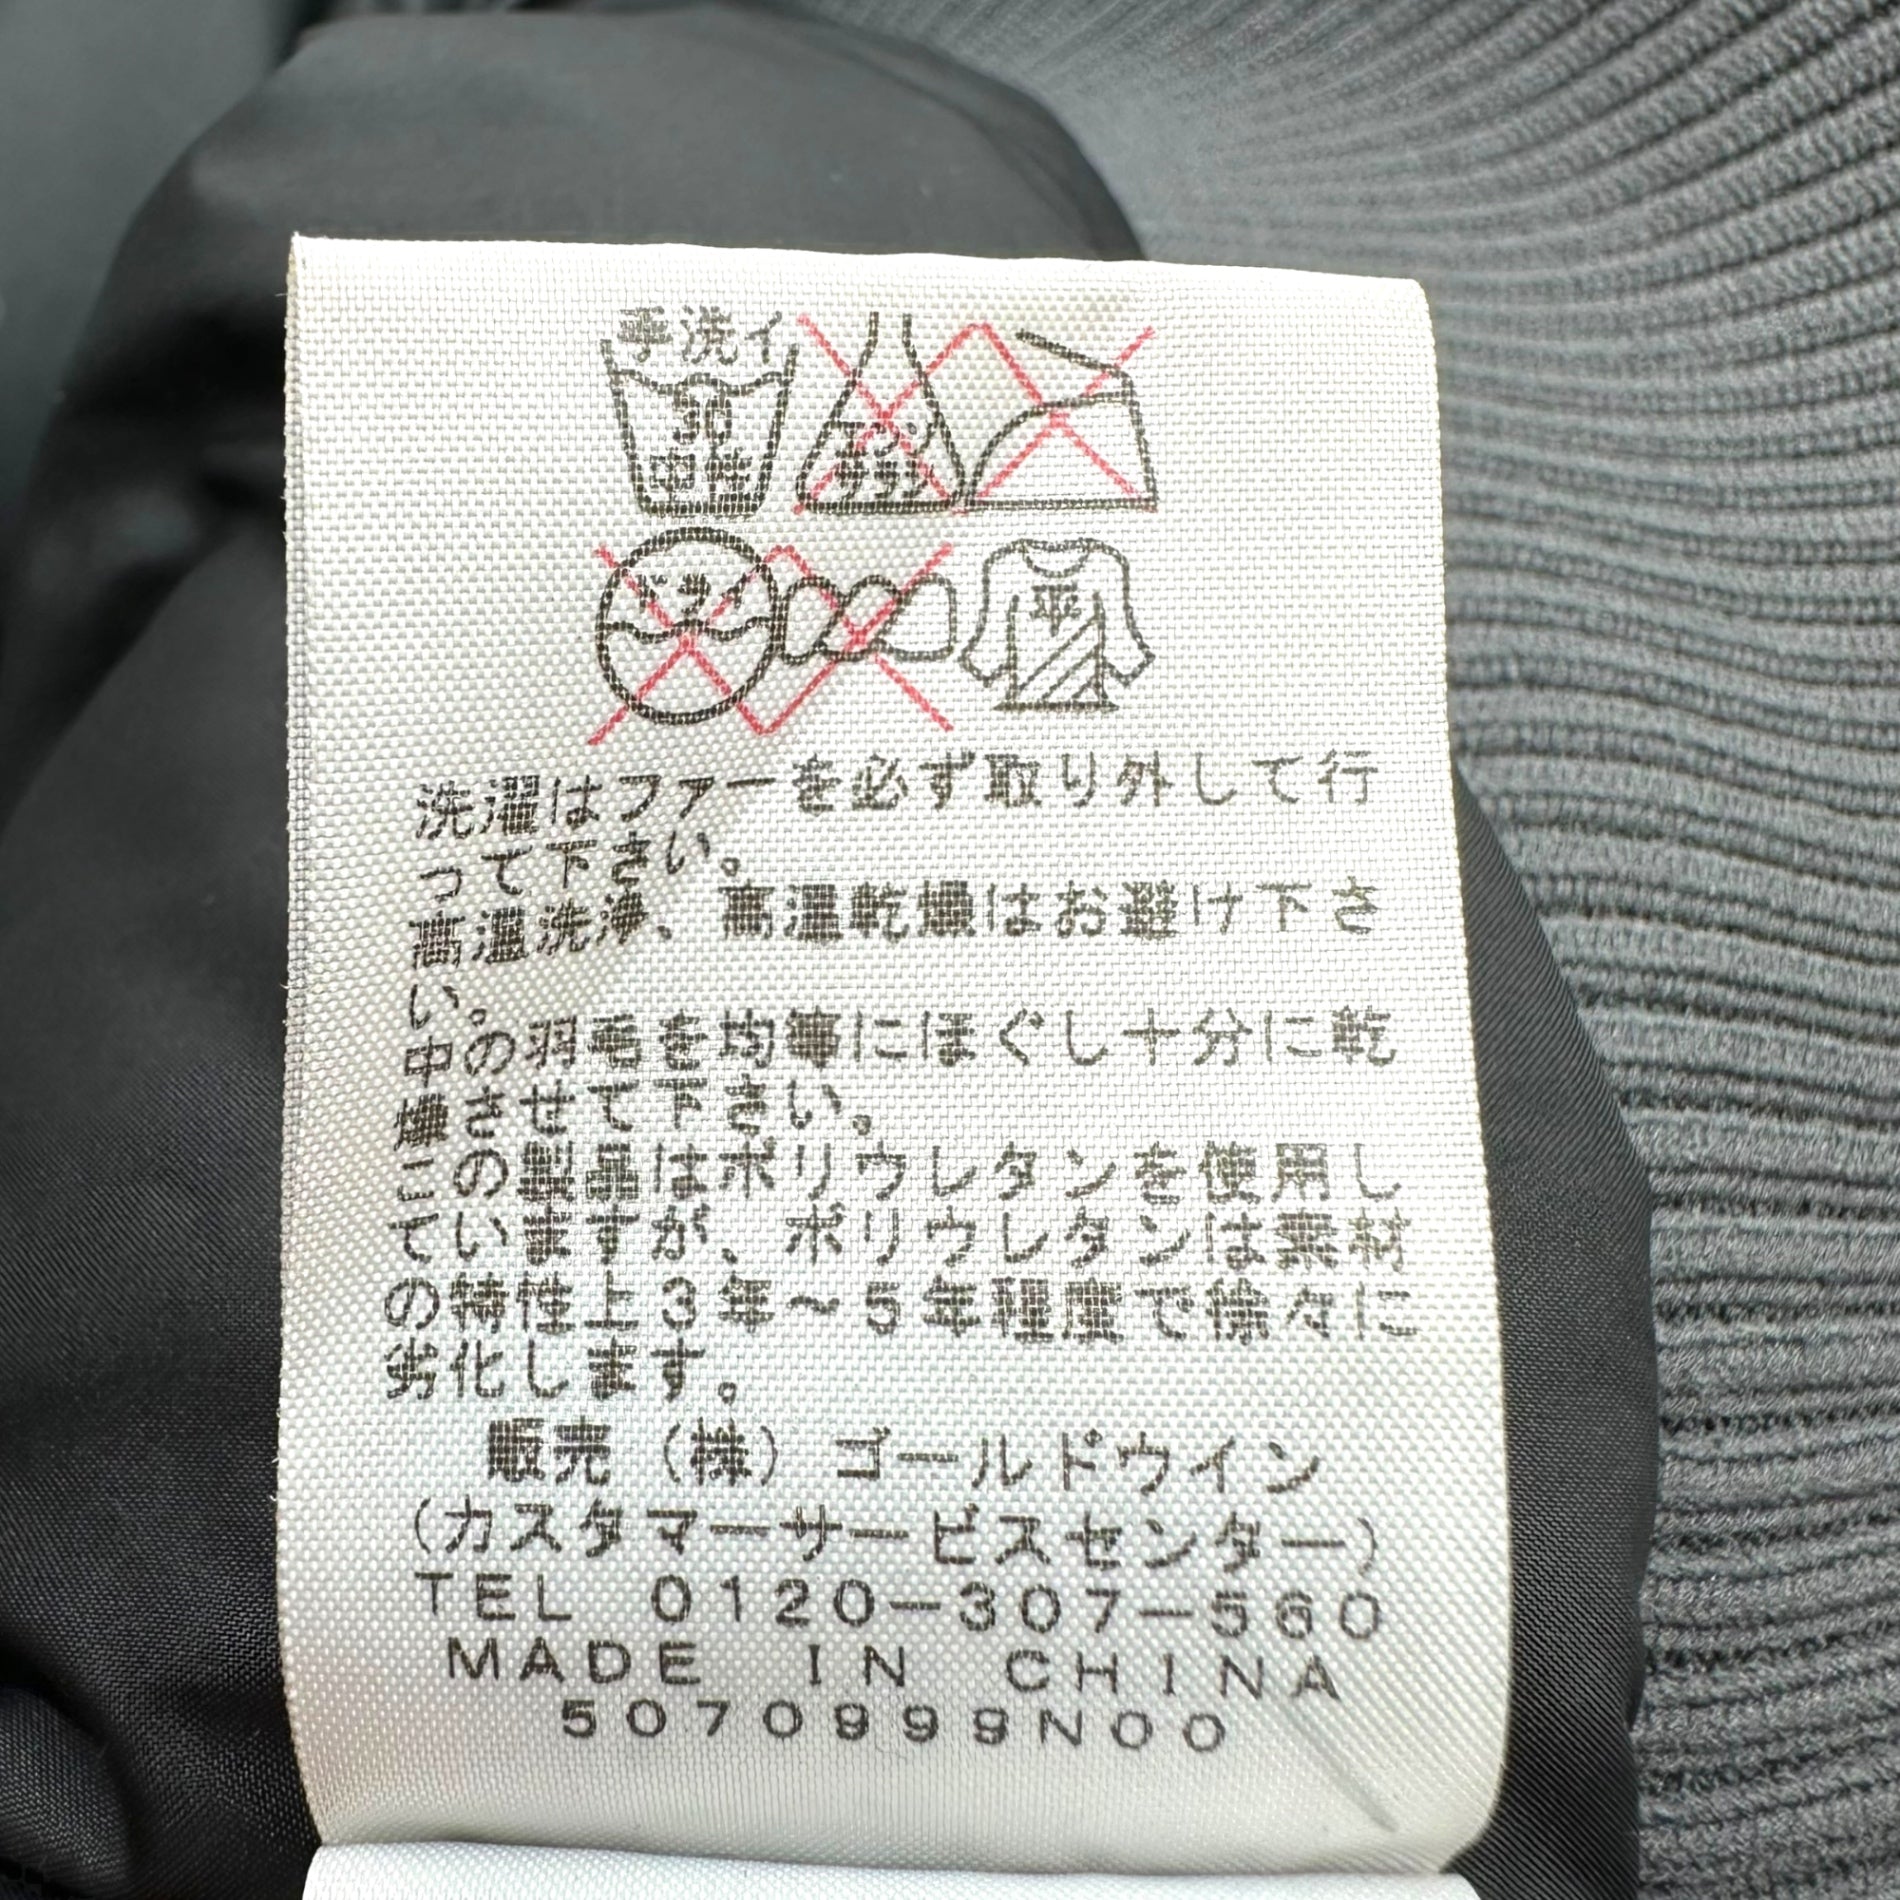 手洗イ
30
中性
エンソ
サラシ
ドライ
平
洗濯はファーを必ず取り外して行
って下さい。
高温洗浄、高温乾燥はお避け下さ
い。
中の羽毛を均等にほぐし十分に乾
燥させて下さい。
この製品はポリウレタンを使用し
ていますが、ポリウレタンは素材
の特性上3年〜5年程度で徐々に
劣化します。
販売(株)ゴールドウイン
(カスタマーサービスセンター)
TEL 0120-307-560
MADE IN CHINA
5070999N00